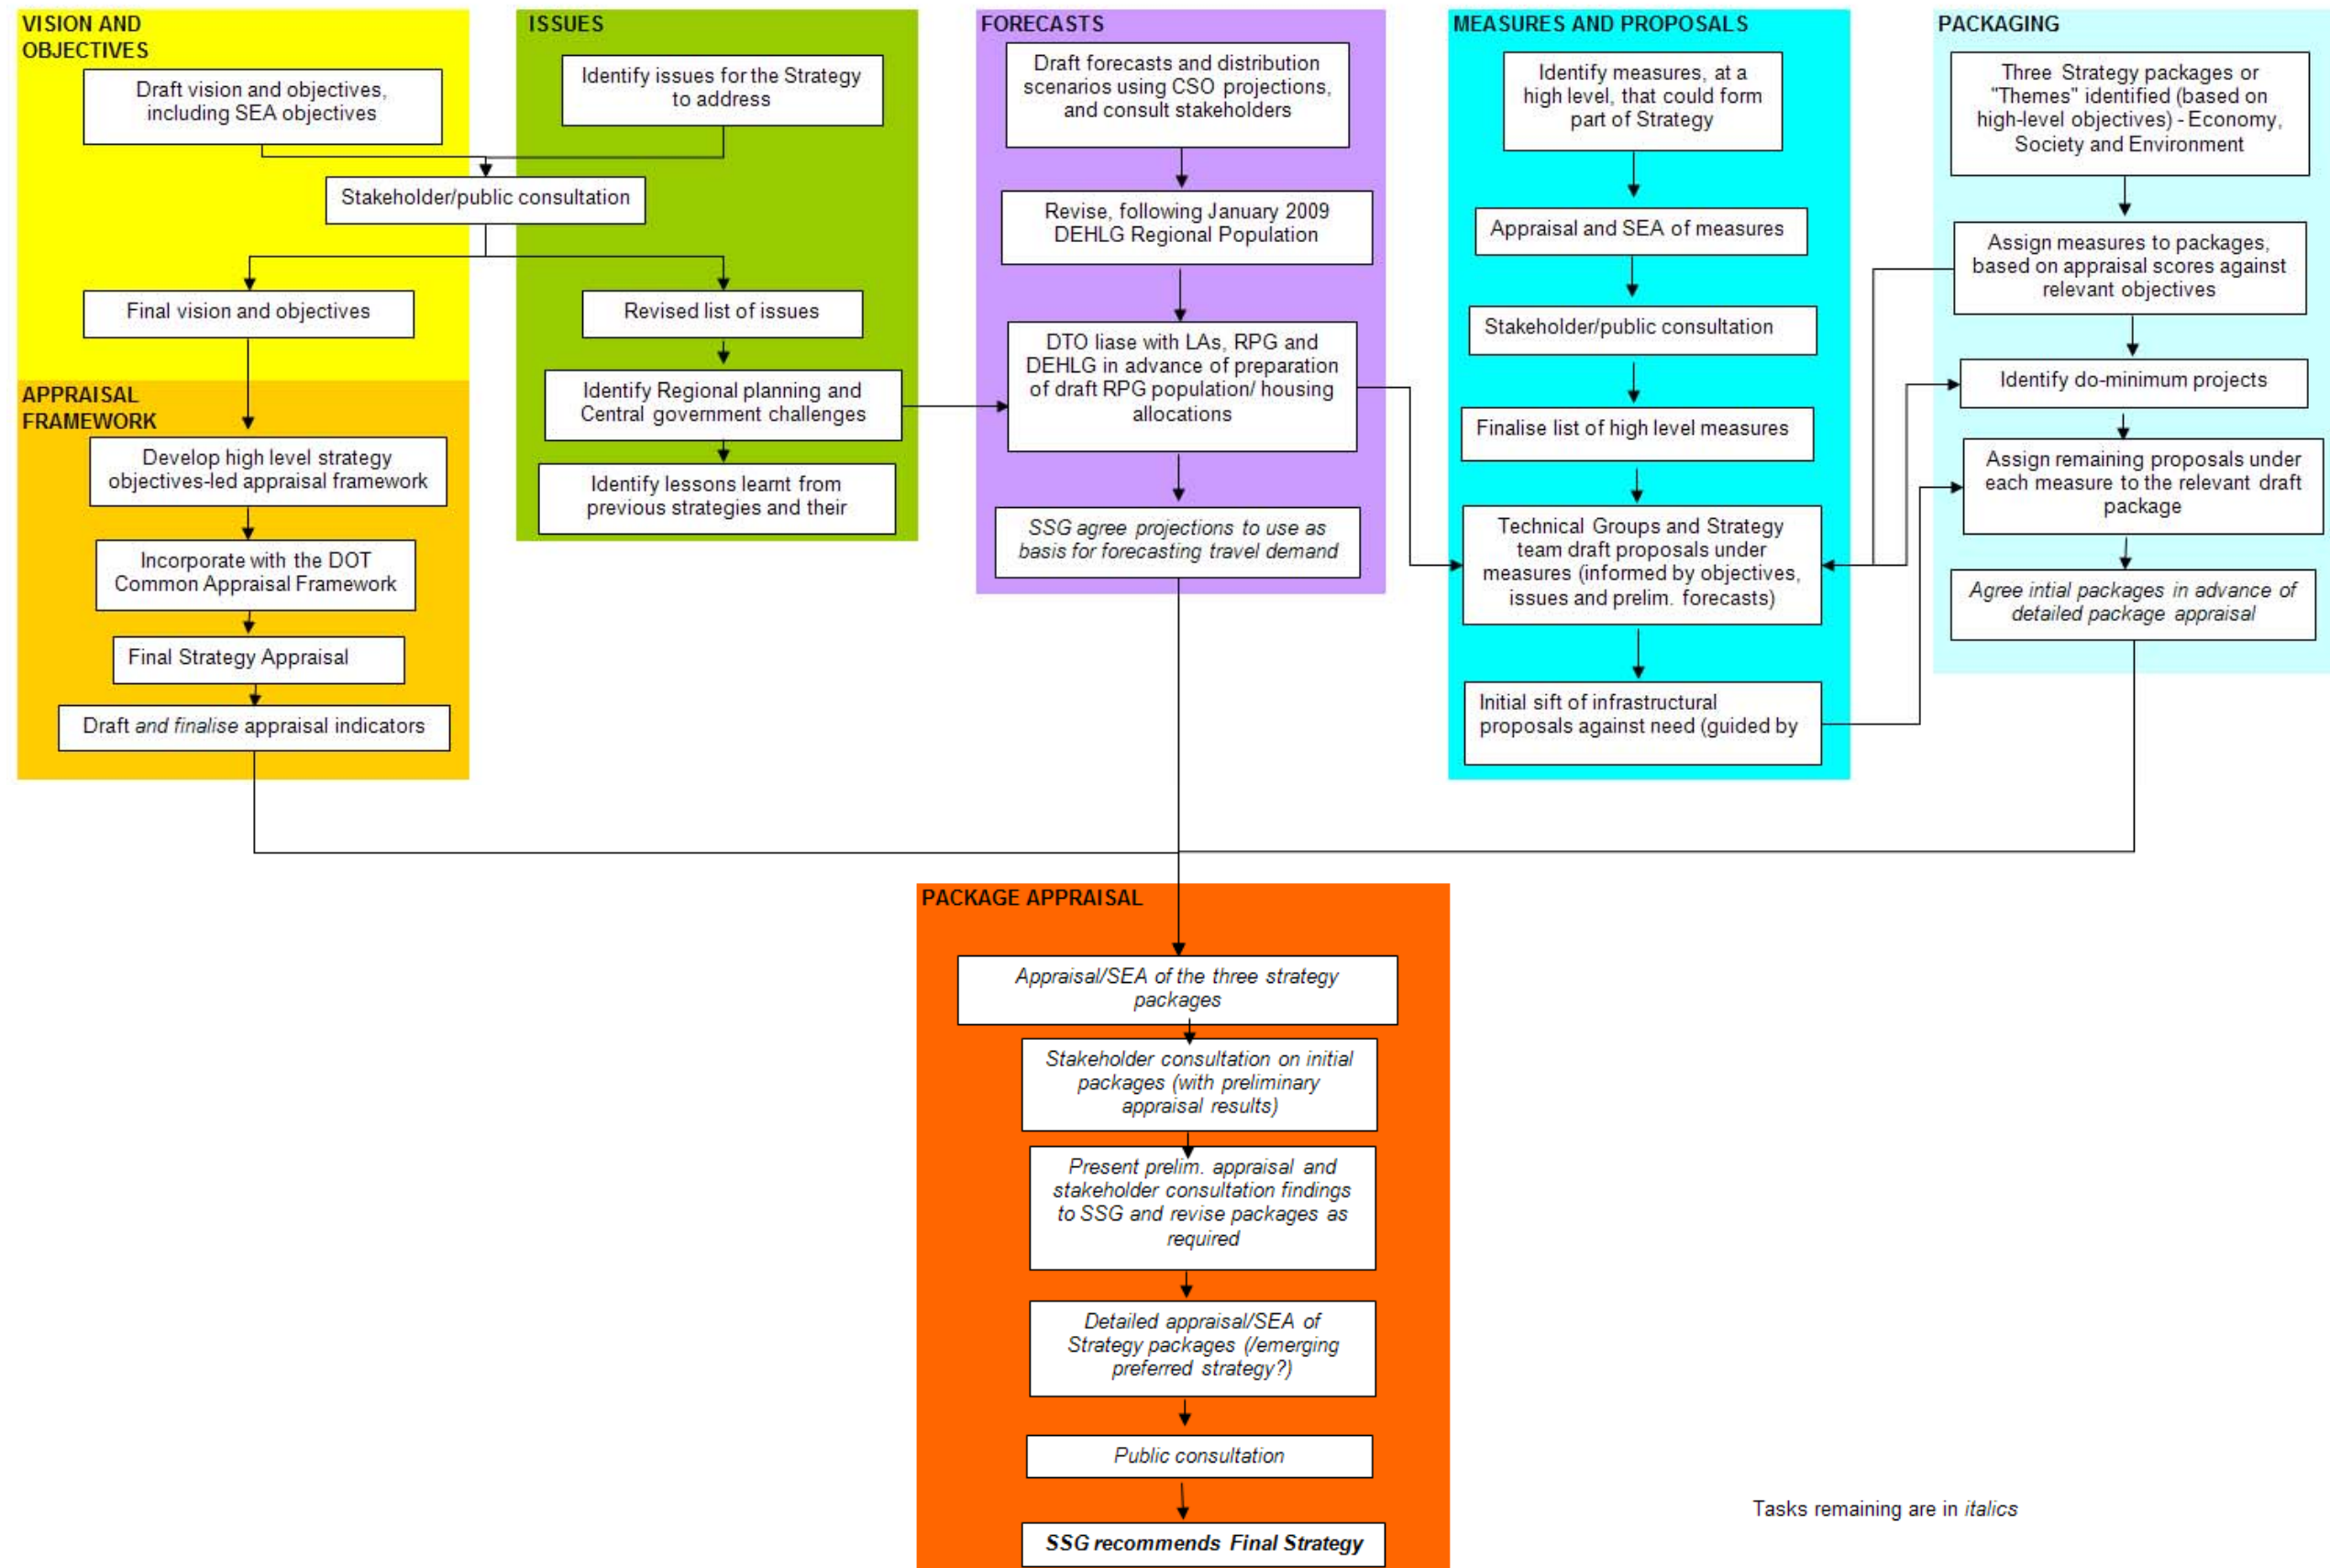 VISION AND
OBJECTIVES
Draft vision and objectives,
including SEA objectives
Stakeholder/public consultation
Final vision and objectives
APPRAISAL
FRAMEWORK
Develop high level strategy
objectives-led appraisal framework
Incorporate with the DOT
Common Appraisal Framework
Final Strategy Appraisal
Draft and finalise appraisal indicators
ISSUES
Identify issues for the Strategy
to address
Revised list of issues
Identify Regional planning and
Central government challenges
Identify lessons learnt from
previous strategies and their
FORECASTS
Draft forecasts and distribution
scenarios using CSO projections,
and consult stakeholders
Revise, following January 2009
DEHLG Regional Population
DTO liase with LAs, RPG and
DEHLG in advance of preparation
of draft RPG population/ housing
allocations
SSG agree projections to use as
basis for forecasting travel demand
MEASURES AND PROPOSALS
Identify measures, at a
high level, that could form
part of Strategy
Appraisal and SEA of measures
Stakeholder/public consultation
Finalise list of high level measures
Technical Groups and Strategy
team draft proposals under
measures (informed by objectives,
issues and prelim. forecasts)
Initial sift of infrastructural
proposals against need (guided by
PACKAGING
Three Strategy packages or
"Themes" identified (based on
high-level objectives) - Economy,
Society and Environment
Assign measures to packages,
based on appraisal scores against
relevant objectives
Identify do-minimum projects
Assign remaining proposals under
each measure to the relevant draft
package
Agree intial packages in advance of
detailed package appraisal
PACKAGE APPRAISAL
Appraisal/SEA of the three strategy
packages
Stakeholder consultation on initial
packages (with preliminary
appraisal results)
Present prelim. appraisal and
stakeholder consultation findings
to SSG and revise packages as
required
Detailed appraisal/SEA of
Strategy packages (/emerging
preferred strategy?)
Public consultation
SSG recommends Final Strategy
Tasks remaining are in italics